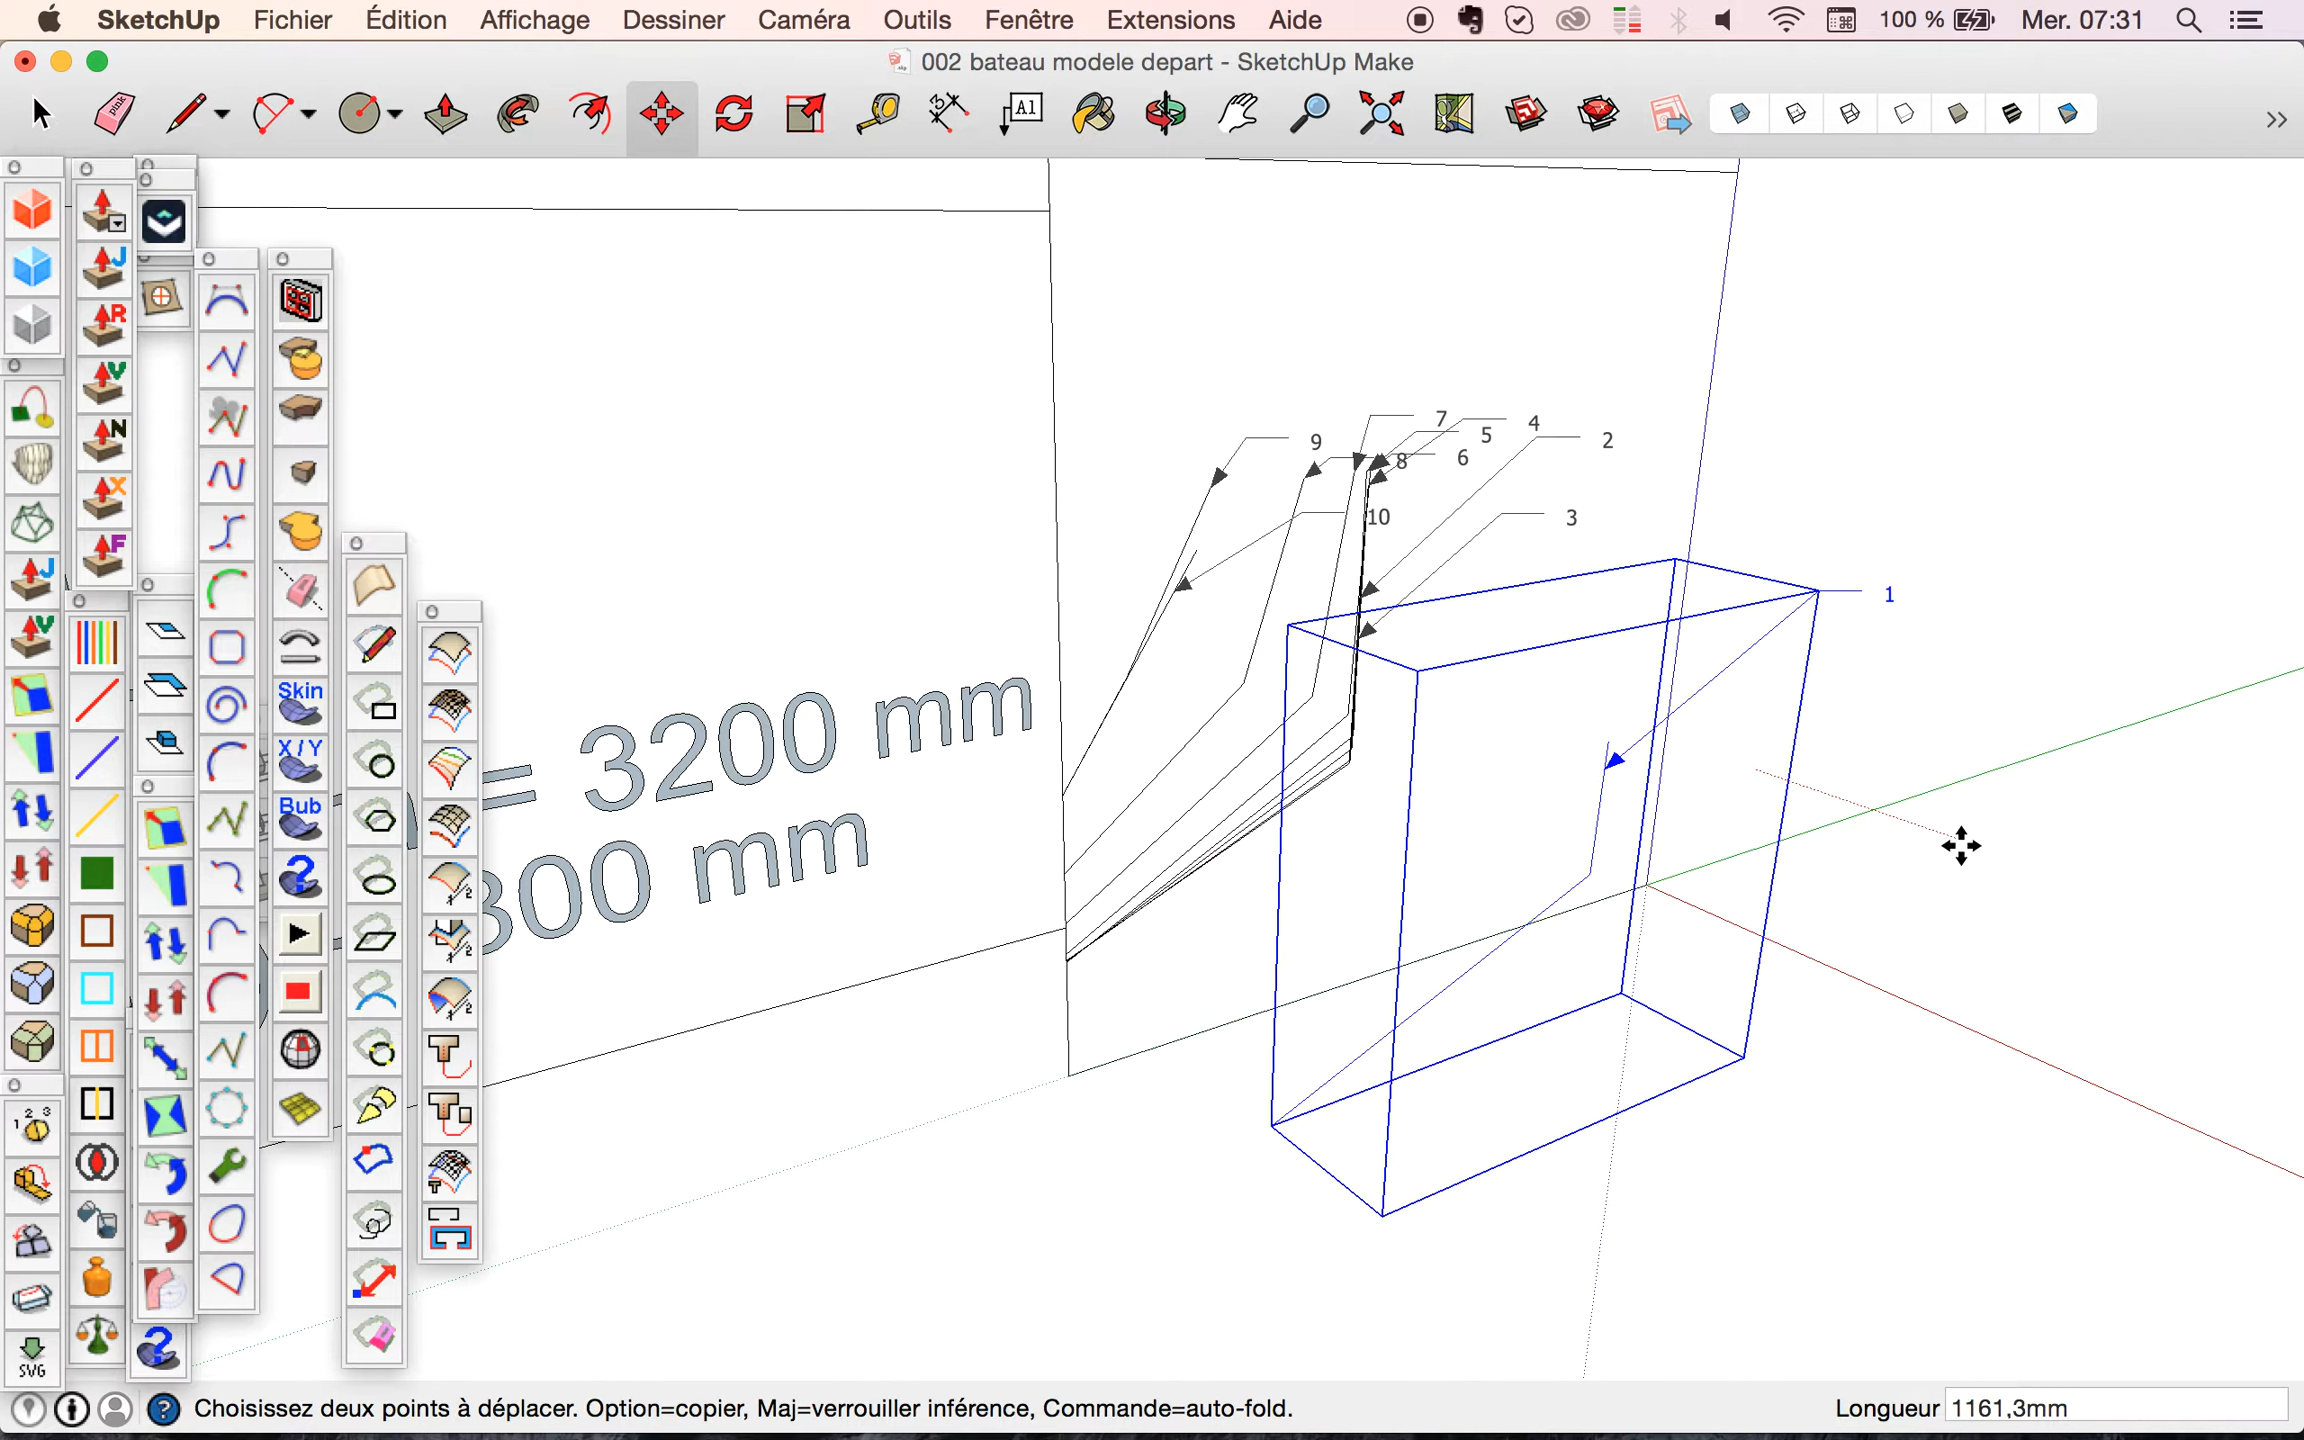 SketchUp Fichier Édition Affichage Dessiner Caméra Outils Fenêtre Extensions Aide 100 % Mer. 07:31
002 bateau modele depart - SketchUp Make
A1
9
7
4
5
2
8
6
10
3
1
= 3200 mm
300 mm
J
R
V
N
X
F
J
V
Skin
X / Y
Bub
SVG
Choisissez deux points à déplacer. Option=copier, Maj=verrouiller inférence, Commande=auto-fold.
Longueur 1161,3mm